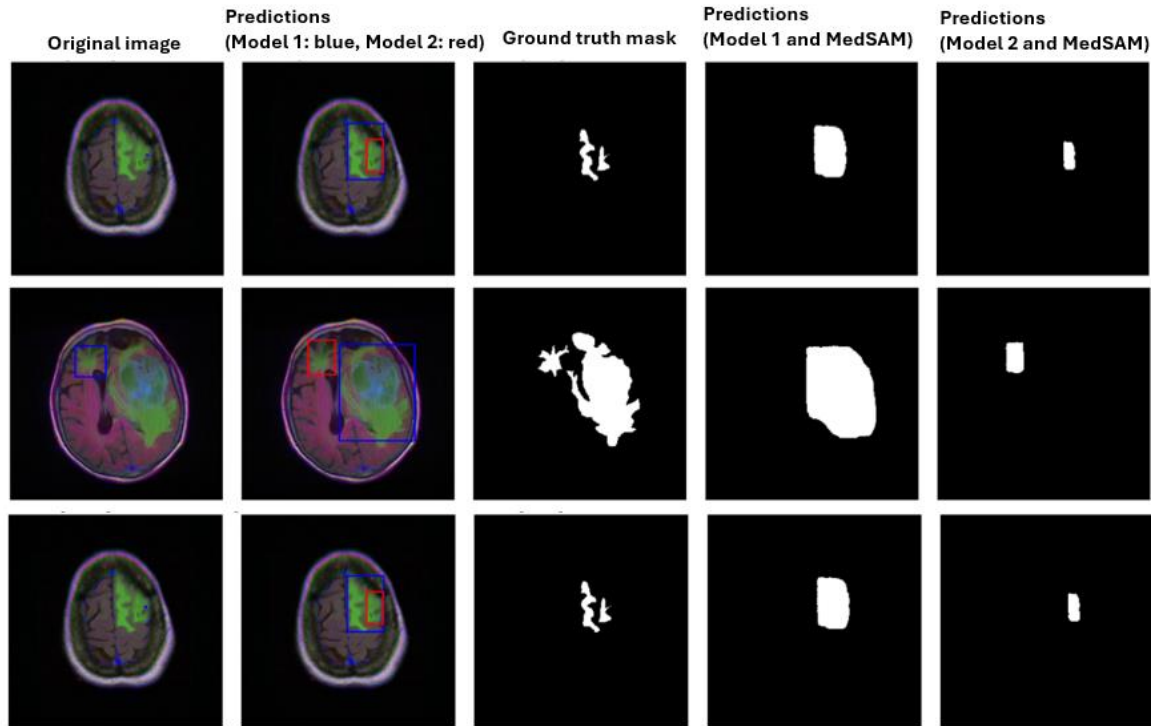 Original image
Predictions
(Model 1: blue, Model 2: red)
Ground truth mask
Predictions
(Model 1 and MedSAM)
Predictions
(Model 2 and MedSAM)